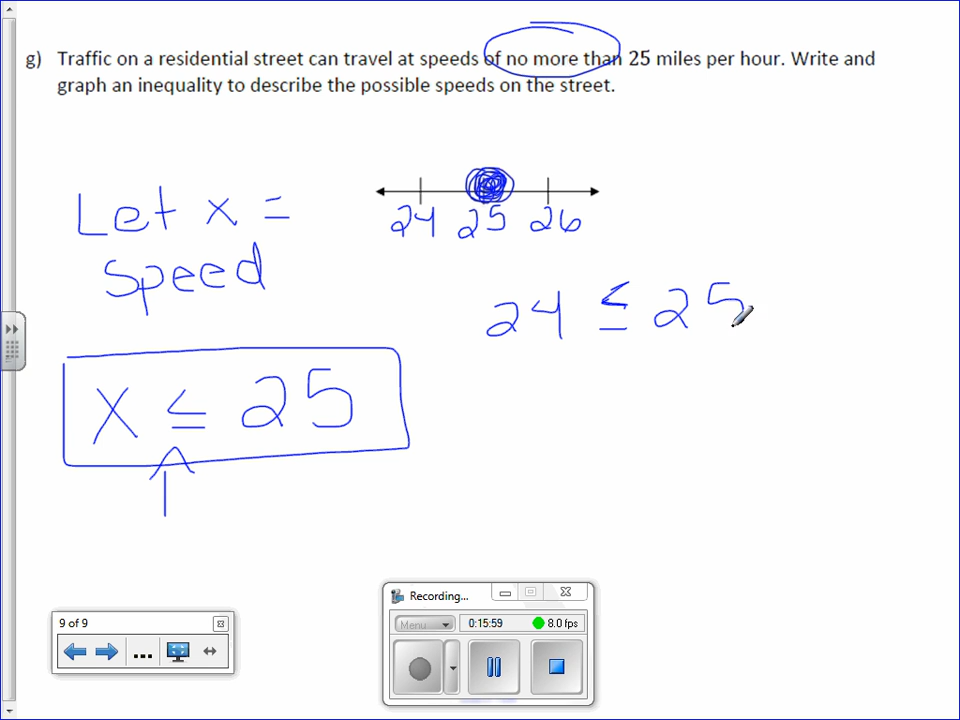 g) Traffic on a residential street can travel at speeds of no more than 25 miles per hour. Write and
graph an inequality to describe the possible speeds on the street.
Let x =
speed
24 25 26
24 ≤ 25
x ≤ 25
9 of 9
...
Recording...
Menu 0:15:59 8.0 fps